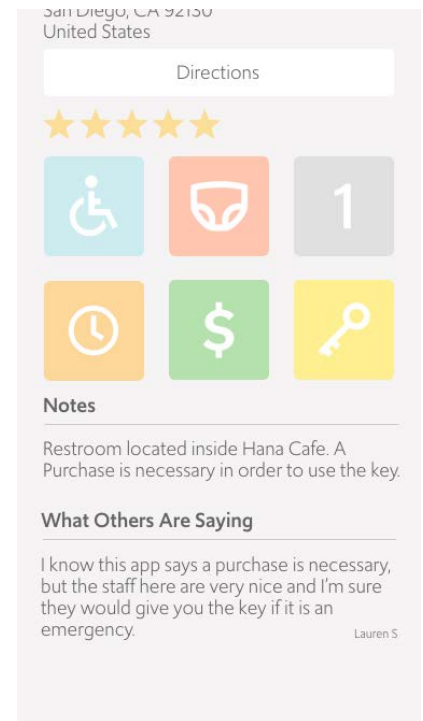 San Diego, CA 92130
United States
Directions
1
$
Notes
Restroom located inside Hana Cafe. A
Purchase is necessary in order to use the key.
What Others Are Saying
I know this app says a purchase is necessary,
but the staff here are very nice and I'm sure
they would give you the key if it is an
emergency.
Lauren S